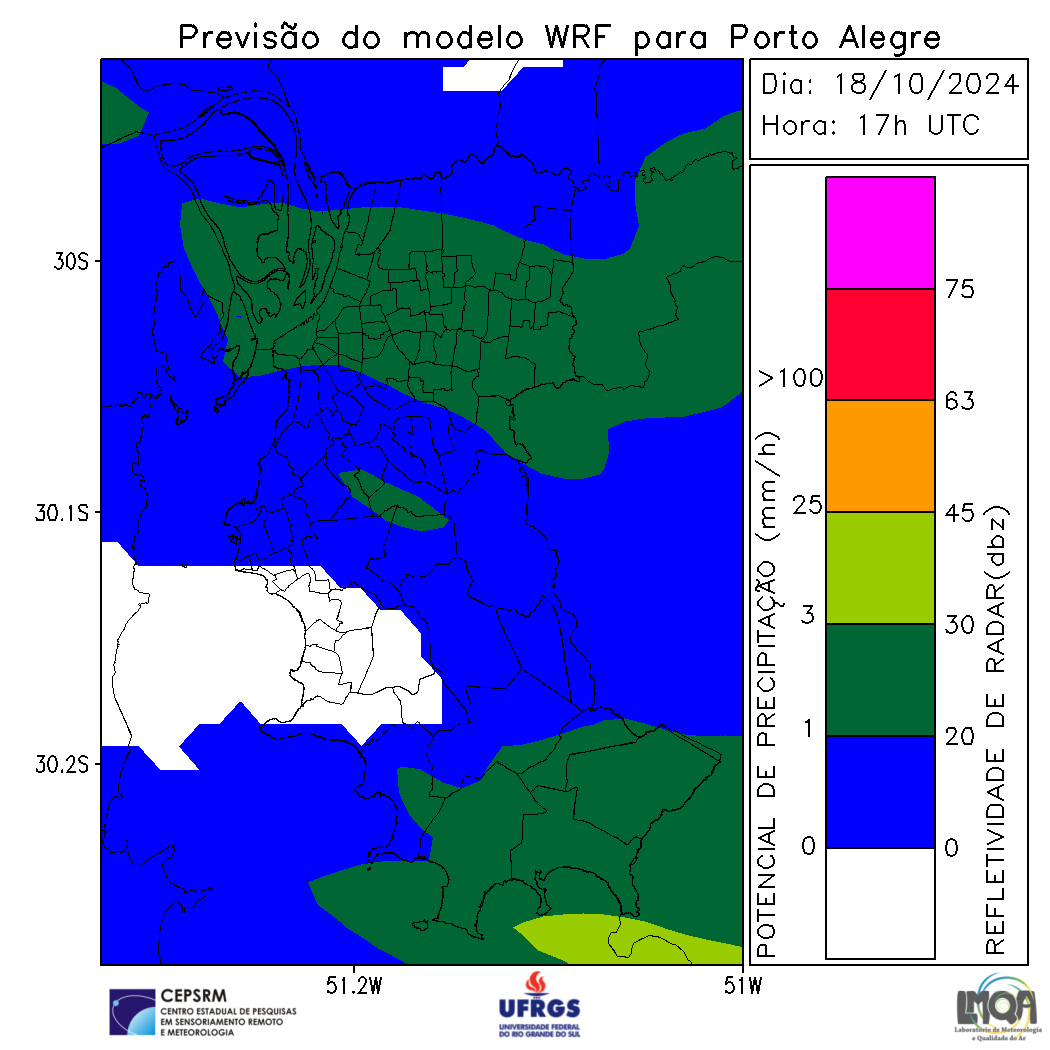 Previsão do modelo WRF para Porto Alegre
Dia: 18/10/2024
Hora: 17h UTC
30S
30.1S
30.2S
51.2W
51W
POTENCIAL DE PRECIPITAÇÃO (mm/h)
>100
25
3
1
0
75
63
45
30
20
0
REFLETIVIDADE DE RADAR(dbz)
CEPSRM
CENTRO ESTADUAL DE PESQUISAS
EM SENSORIAMENTO REMOTO
E METEOROLOGIA
UFRGS
UNIVERSIDADE FEDERAL
DO RIO GRANDE DO SUL
LMQA
Laboratório de Meteorologia
e Qualidade do Ar